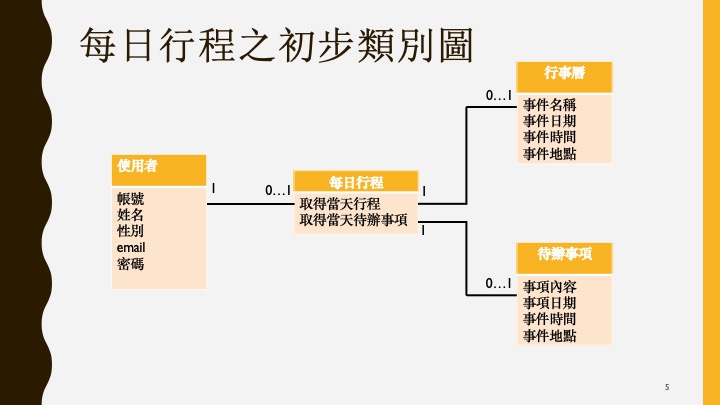 每日行程之初步類別圖
使用者
帳號
姓名
性別
email
密碼
1
0…1
每日行程
取得當天行程
取得當天待辦事項
1
1
0…1
行事曆
事件名稱
事件日期
事件時間
事件地點
0…1
待辦事項
事項內容
事項日期
事件時間
事件地點
5